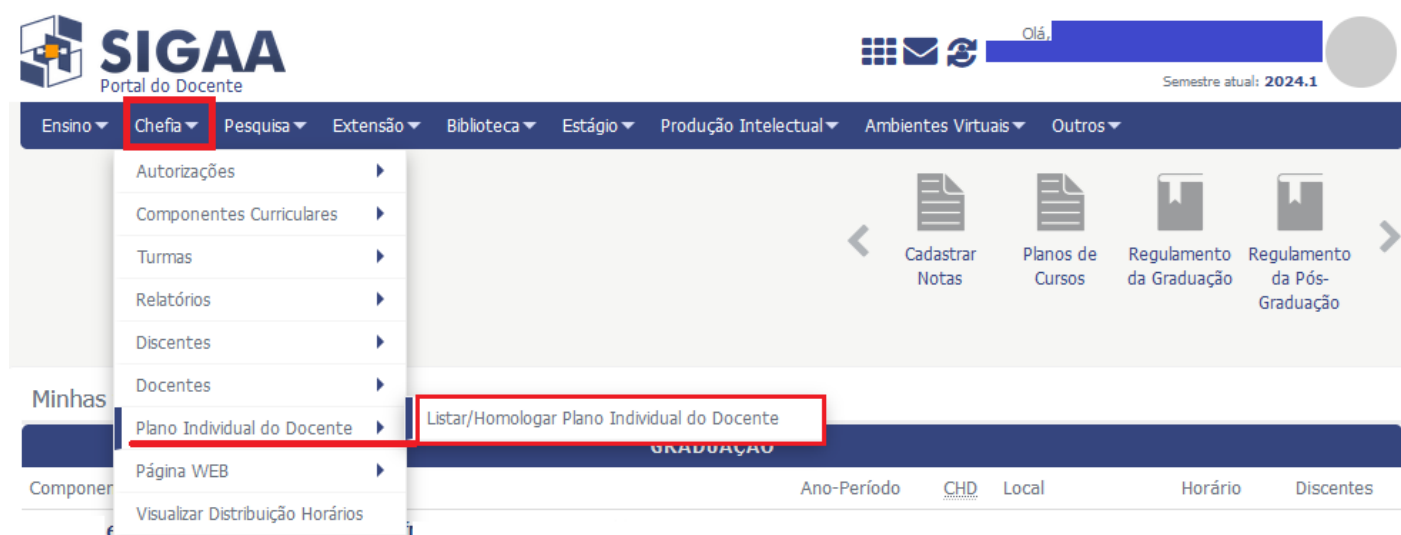 SIGAA
Portal do Docente
Olá,
Semestre atual: 2024.1
Ensino Chefia Pesquisa Extensão Biblioteca Estágio Produção Intelectual Ambientes Virtuais Outros
Autorizações
Componentes Curriculares
Turmas
Relatórios
Discentes
Docentes
Plano Individual do Docente
Página WEB
Visualizar Distribuição Horários
Listar/Homologar Plano Individual do Docente
Cadastrar
Notas
Planos de
Cursos
Regulamento
da Graduação
Regulamento
da Pós-
Graduação
Minhas
GRADUAÇÃO
Componen
Ano-Período CHD Local Horário Discentes